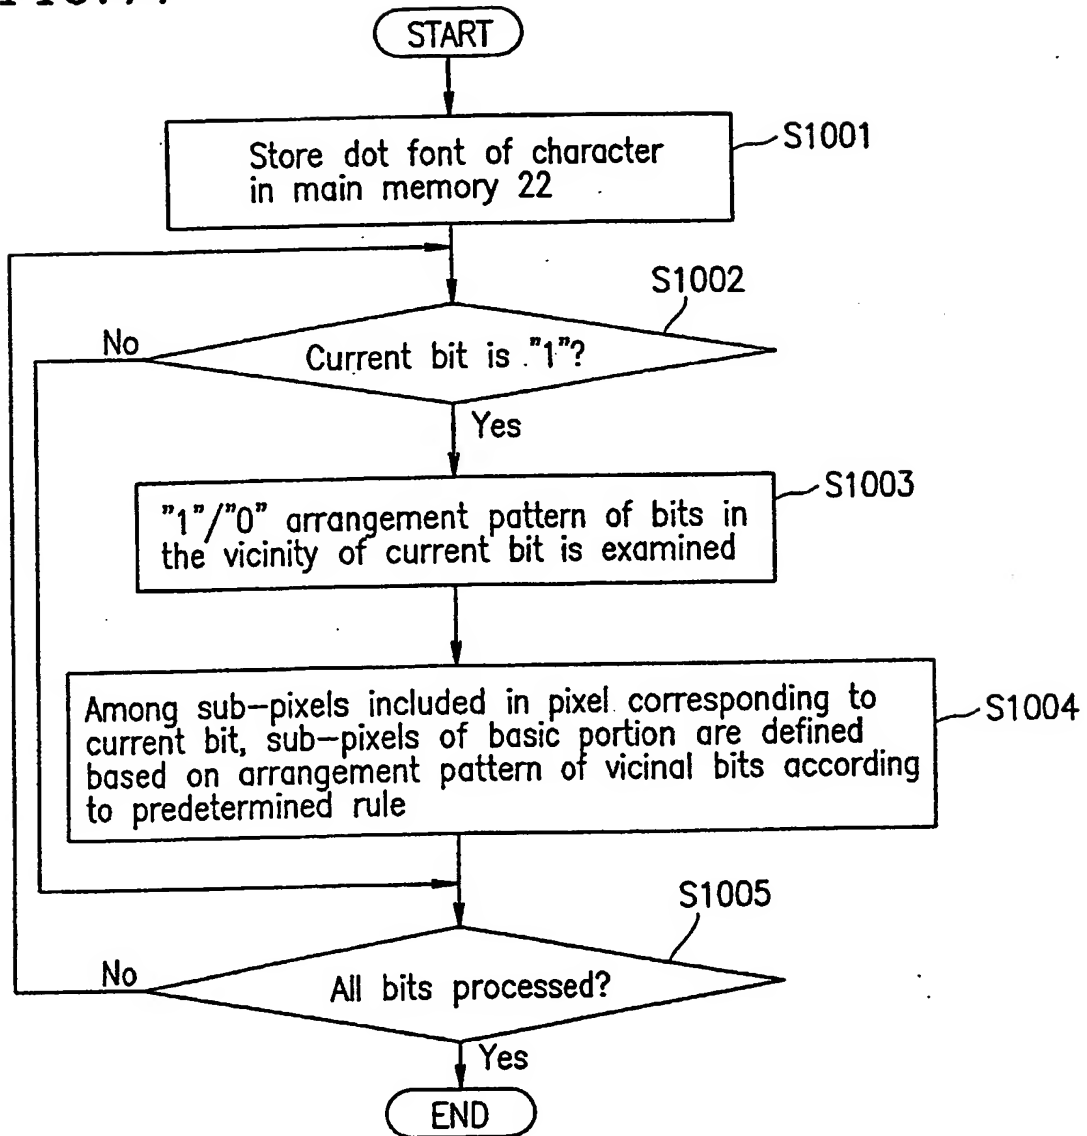 START
Store dot font of character
in main memory 22
S1001
S1002
No
Current bit is "1"?
Yes
S1003
"1"/"0" arrangement pattern of bits in
the vicinity of current bit is examined
Among sub-pixels included in pixel corresponding to
current bit, sub-pixels of basic portion are defined
based on arrangement pattern of vicinal bits according
to predetermined rule
S1004
S1005
No
All bits processed?
Yes
END